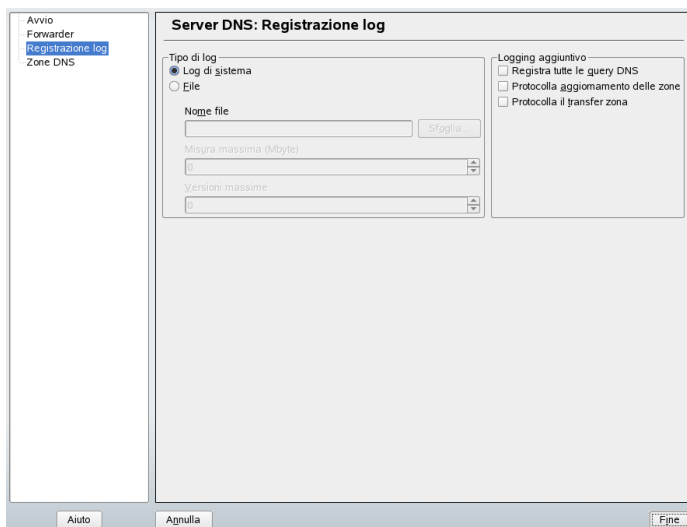 Avvio
Forwarder
Registrazione log
Zone DNS
Server DNS: Registrazione log
Tipo di log
Log di sistema
File
Nome file
Sfoglia...
Misura massima (Mbyte)
0
Versioni massime
0
Logging aggiuntivo
Registra tutte le query DNS
Protocolla aggiornamento delle zone
Protocolla il transfer zona
Aiuto
Annulla
Fine